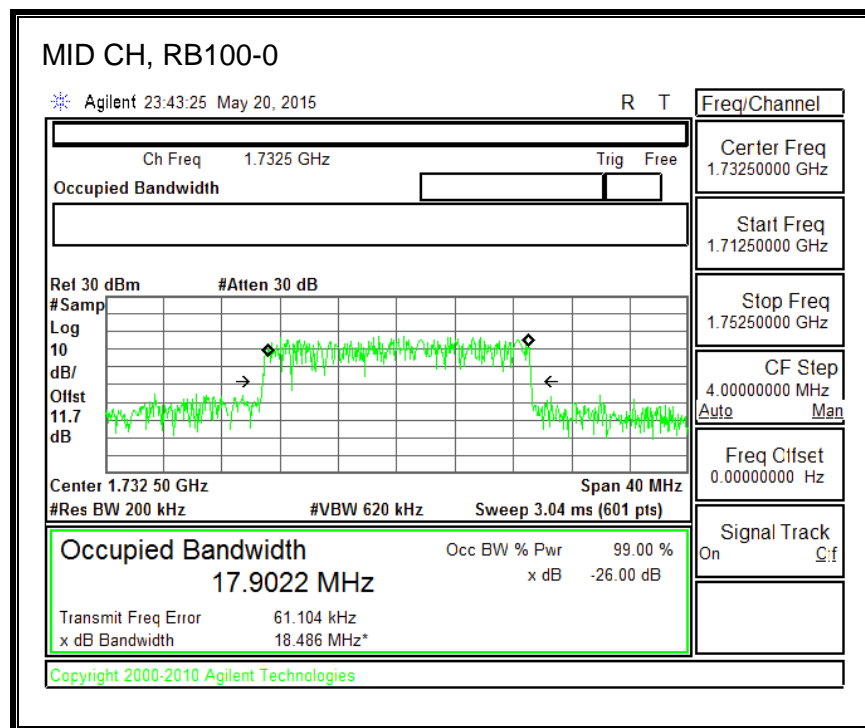 MID CH, RB100-0
Agilent 23:43:25 May 20, 2015 R T
Freq/Channel
Ch Freq 1.7325 GHz Trig Free
Occupied Bandwidth
Center Freq
1.73250000 GHz
Start Freq
1.71250000 GHz
Stop Freq
1.75250000 GHz
CF Step
4.00000000 MHz
Auto Man
Freq Offset
0.00000000 Hz
Signal Track
On Off
Ref 30 dBm #Atten 30 dB
#Samp
Log
10
dB/
Offst
11.7
dB
Center 1.732 50 GHz Span 40 MHz
#Res BW 200 kHz #VBW 620 kHz Sweep 3.04 ms (601 pts)
Occupied Bandwidth
17.9022 MHz
Occ BW % Pwr 99.00 %
x dB -26.00 dB
Transmit Freq Error 61.104 kHz
x dB Bandwidth 18.486 MHz*
Copyright 2000-2010 Agilent Technologies